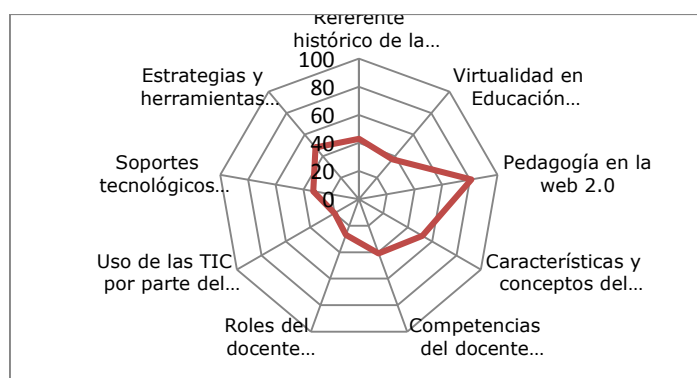 Referente
histórico de la...
Virtualidad en
Educación...
Pedagogía en la
web 2.0
Características y
conceptos del...
Competencias
del docente...
Roles del
docente...
Uso de las TIC
por parte del...
Soportes
tecnológicos...
Estrategias y
herramientas...
100
80
60
40
20
0